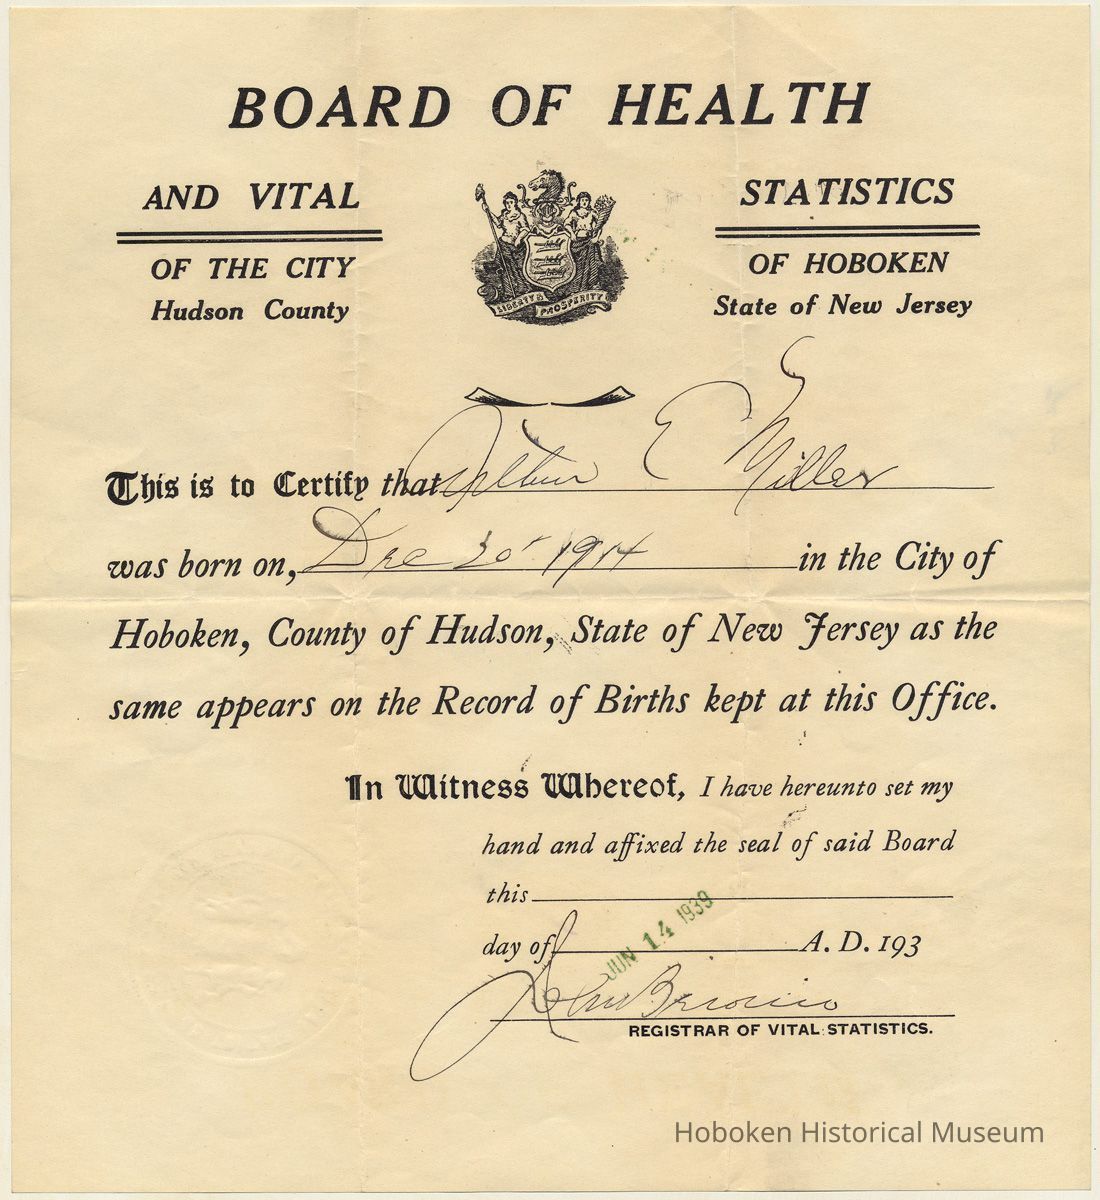 BOARD OF HEALTH
AND VITAL STATISTICS
OF THE CITY OF HOBOKEN
Hudson County State of New Jersey
LIBERTY & PROSPERITY
This is to Certify that E Miller
was born on, Dec 20" 1914 in the City of
Hoboken, County of Hudson, State of New Jersey as the
same appears on the Record of Births kept at this Office.
In Witness Whereof, I have hereunto set my
hand and affixed the seal of said Board
this
day of A. D. 193
JUN 14 1939
REGISTRAR OF VITAL STATISTICS.
Hoboken Historical Museum